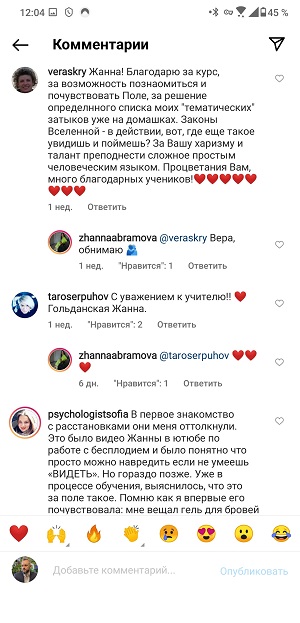 12:04
45 %
Комментарии
veraskry Жанна! Благодарю за курс,
за возможность познаомиться и
почувствовать Поле, за решение
определнного списка моих "тематических"
затыков уже на домашках. Законы
Вселенной - в действии, вот, где еще такое
увидишь и поймешь? За Вашу харизму и
талант преподнести сложное простым
человеческим языком. Процветания Вам,
много благодарных учеников!❤️❤️❤️❤️❤️
❤️❤️❤️❤️
1 нед. Ответить
zhannaabramova @veraskry Вера,
обнимаю 🫂
1 нед. "Нравится": 1 Ответить
taroserpuhov С уважением к учителю!! ❤️
Гольданская Жанна.
1 нед. "Нравится": 2 Ответить
zhannaabramova @taroserpuhov ❤️❤️
❤️
6 дн. "Нравится": 1 Ответить
psychologistsofia В первое знакомство
с расстановками они меня оттолкнули.
Это было видео Жанны в ютюбе по
работе с бесплодием и было понятно что
просто можно навредить если не умеешь
«ВИДЕТЬ». Но гораздо позже. Уже в
процессе обучения, выяснилось, что это
за поле такое. Помню как я впервые его
почувствовала: мне вещал гель для бровей
❤️ 🙌 🔥 👏 😢 😍 😮 😂
Добавьте комментарий... Опубликовать